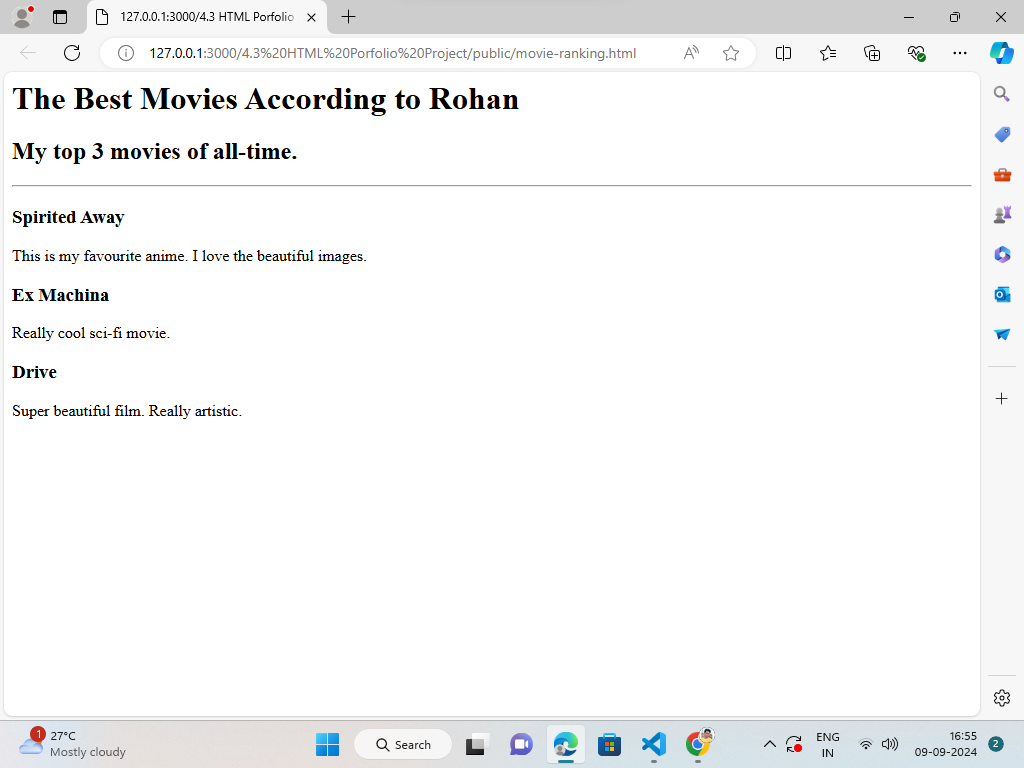 127.0.0.1:3000/4.3 HTML Porfolio
127.0.0.1:3000/4.3%20HTML%20Porfolio%20Project/public/movie-ranking.html
The Best Movies According to Rohan
My top 3 movies of all-time.
Spirited Away
This is my favourite anime. I love the beautiful images.
Ex Machina
Really cool sci-fi movie.
Drive
Super beautiful film. Really artistic.
1
27°C
Mostly cloudy
Search
ENG
IN
16:55
09-09-2024
2